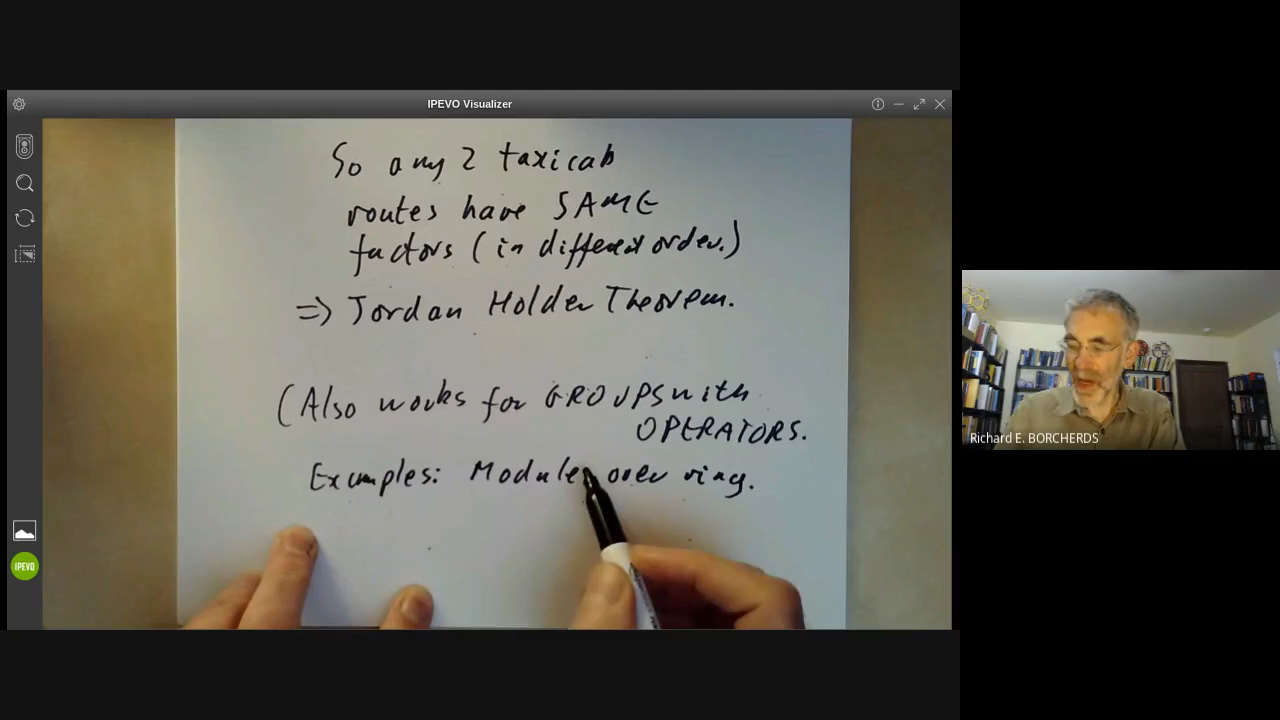 IPEVO Visualizer
So any 2 taxicab
routes have SAME
factors (in different order.)
=> Jordan Holder Theorem.
(Also works for GROUPS with
OPERATORS.
Examples: Modules over ring.
IPEVO
Richard E. BORCHERDS